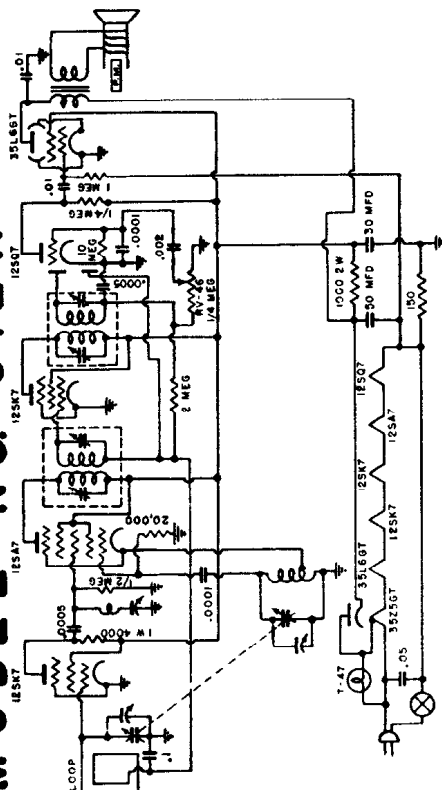 LOOP
.1
12SK7
1W 4000
.0005
1/2 MEG
12SA7
20,000
.0001
12SK7
2 MEG
12SQ7
10 MEG
.0005
.0001
.002
RV-46
1/4 MEG
1/4 MEG
.01
1 MEG
35L6GT
.01
P.M.
T-47
.05
35Z5GT
35L6GT
12SK7
12SK7
12SA7
12SQ7
1000 2W
50 MFD
30 MFD
150